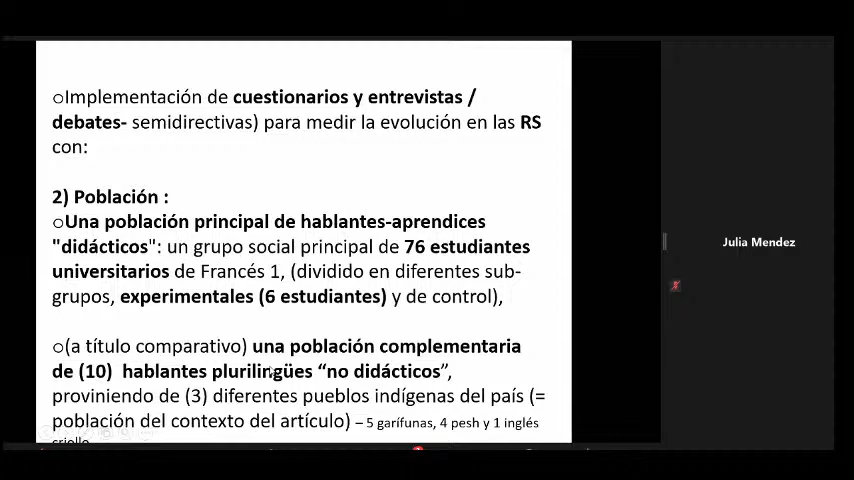 ○Implementación de cuestionarios y entrevistas /
debates- semidirectivas) para medir la evolución en las RS
con:
2) Población :
○Una población principal de hablantes-aprendices
"didácticos": un grupo social principal de 76 estudiantes
universitarios de Francés 1, (dividido en diferentes sub-
grupos, experimentales (6 estudiantes) y de control),
○(a título comparativo) una población complementaria
de (10) hablantes plurilingües “no didácticos”,
proviniendo de (3) diferentes pueblos indígenas del país (=
población del contexto del artículo) – 5 garífunas, 4 pesh y 1 inglés
criollo
Julia Mendez